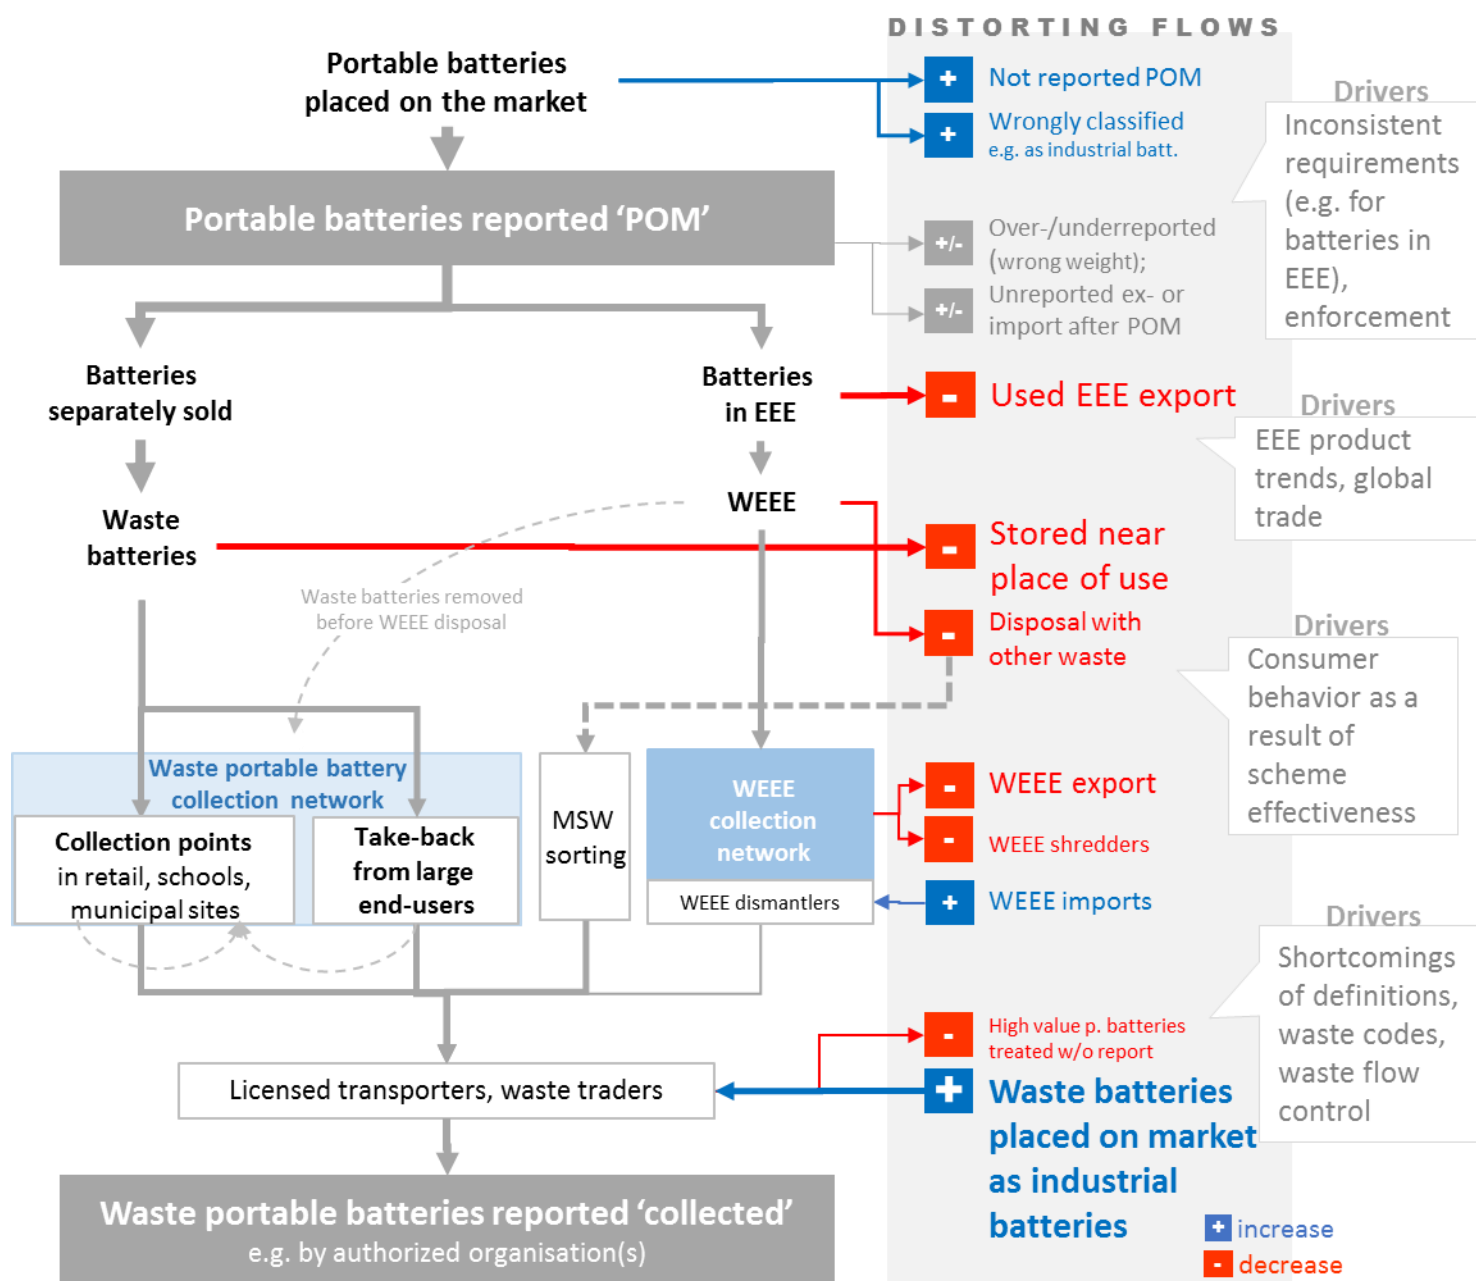 DISTORTING FLOWS
Portable batteries
placed on the market
+
Not reported POM
+
Wrongly classified
e.g. as industrial batt.
Drivers
Inconsistent
requirements
(e.g. for
batteries in
EEE),
enforcement
Portable batteries reported ‘POM’
+/-
Over-/underreported
(wrong weight);
+/-
Unreported ex- or
import after POM
Batteries
separately sold
Batteries
in EEE
-
Used EEE export
Drivers
EEE product
trends, global
trade
Waste
batteries
WEEE
-
Stored near
place of use
Waste batteries removed
before WEEE disposal
-
Disposal with
other waste
Drivers
Consumer
behavior as a
result of
scheme
effectiveness
Waste portable battery
collection network
Collection points
in retail, schools,
municipal sites
Take-back
from large
end-users
MSW
sorting
WEEE
collection
network
WEEE dismantlers
-
WEEE export
-
WEEE shredders
+
WEEE imports
Drivers
Shortcomings
of definitions,
waste codes,
waste flow
control
-
High value p. batteries
treated w/o report
Licensed transporters, waste traders
+
Waste batteries
placed on market
as industrial
batteries
Waste portable batteries reported ‘collected’
e.g. by authorized organisation(s)
+ increase
- decrease